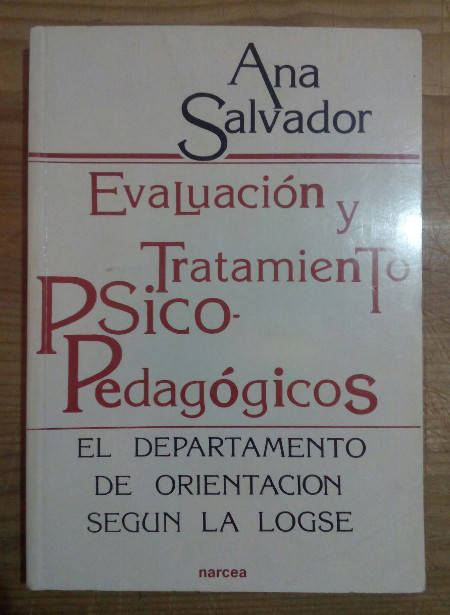 Ana
Salvador
Evaluación y
Tratamiento
Psico-
Pedagógicos
EL DEPARTAMENTO
DE ORIENTACION
SEGUN LA LOGSE
narcea